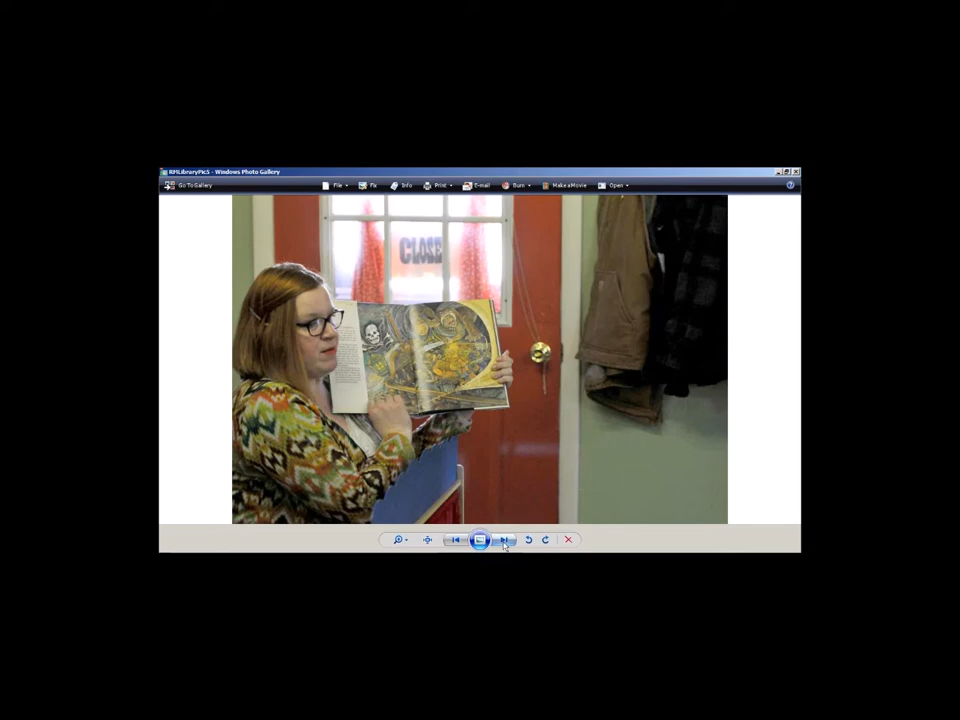 RMLibraryPic5 - Windows Photo Gallery
Go To Gallery
File
Fix
Info
Print
E-mail
Burn
Make a Movie
Open
CLOSE